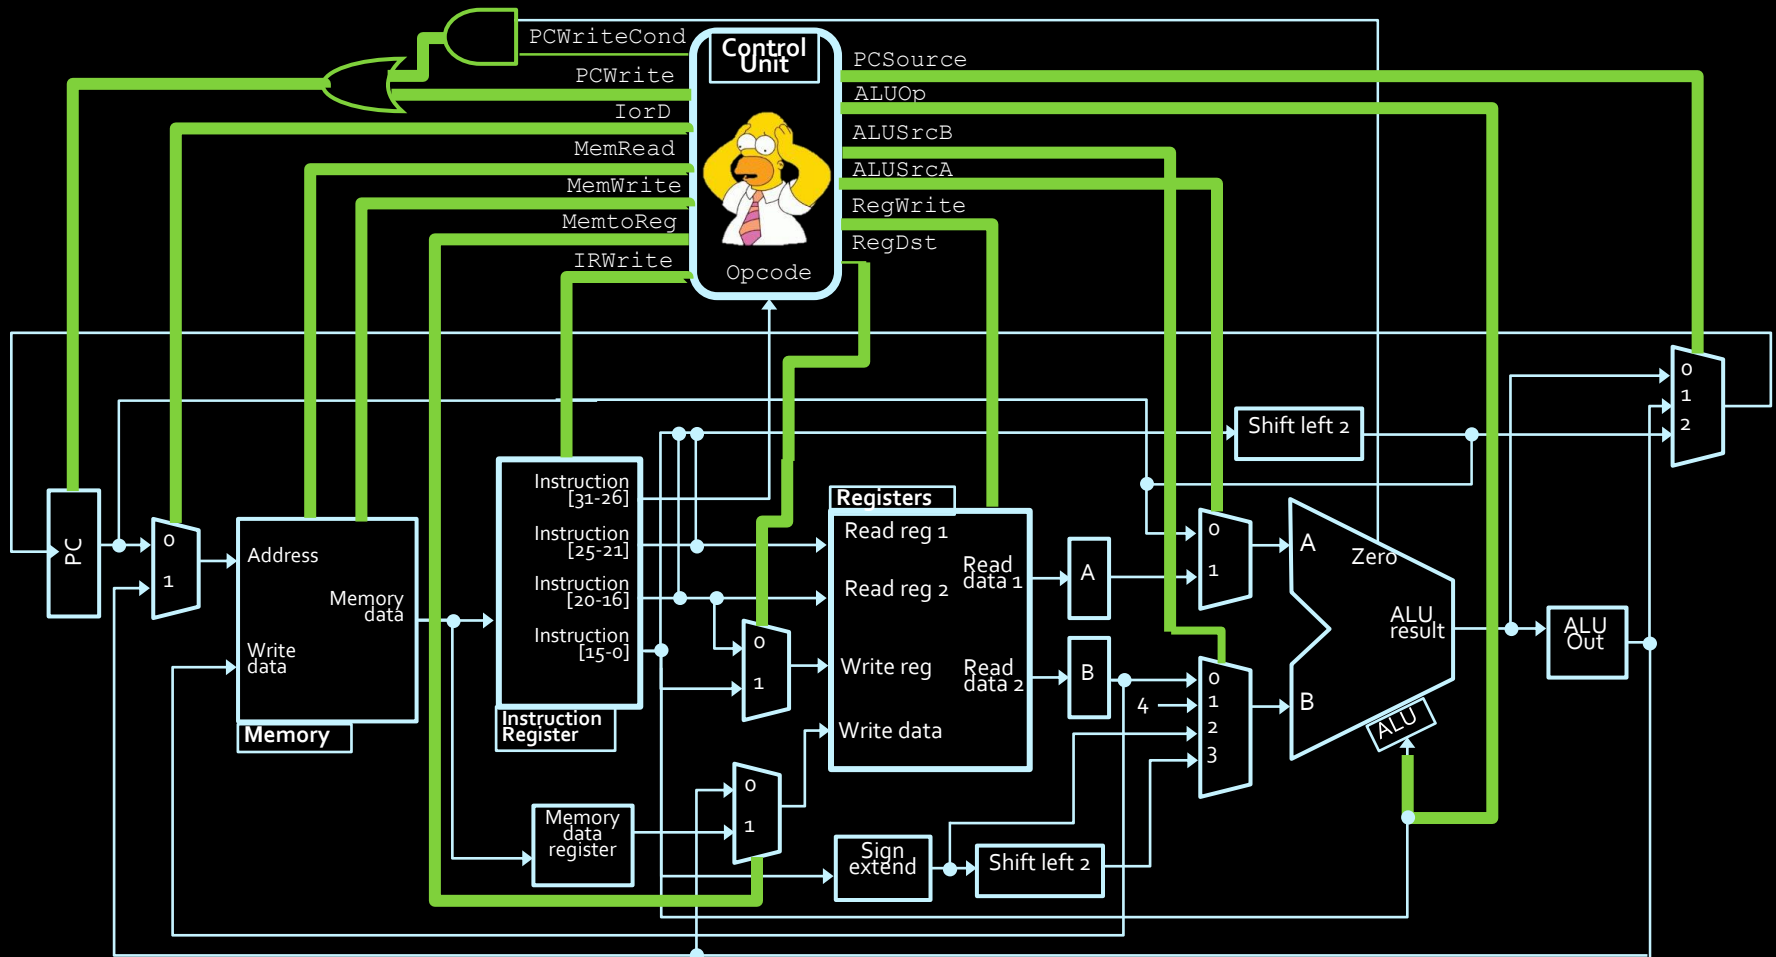 PCWriteCond
PCWrite
IorD
MemRead
MemWrite
MemtoReg
IRWrite
Control
Unit
Opcode
PCSource
ALUOp
ALUSrcB
ALUSrcA
RegWrite
RegDst
0
1
2
Shift left 2
PC
0
1
Address
Memory
data
Write
data
Memory
Instruction
[31-26]
Instruction
[25-21]
Instruction
[20-16]
Instruction
[15-0]
Instruction
Register
0
1
Registers
Read reg 1
Read reg 2
Write reg
Write data
Read
data 1
Read
data 2
A
B
0
1
4
0
1
2
3
A
B
Zero
ALU
result
ALU
ALU
Out
Memory
data
register
0
1
Sign
extend
Shift left 2